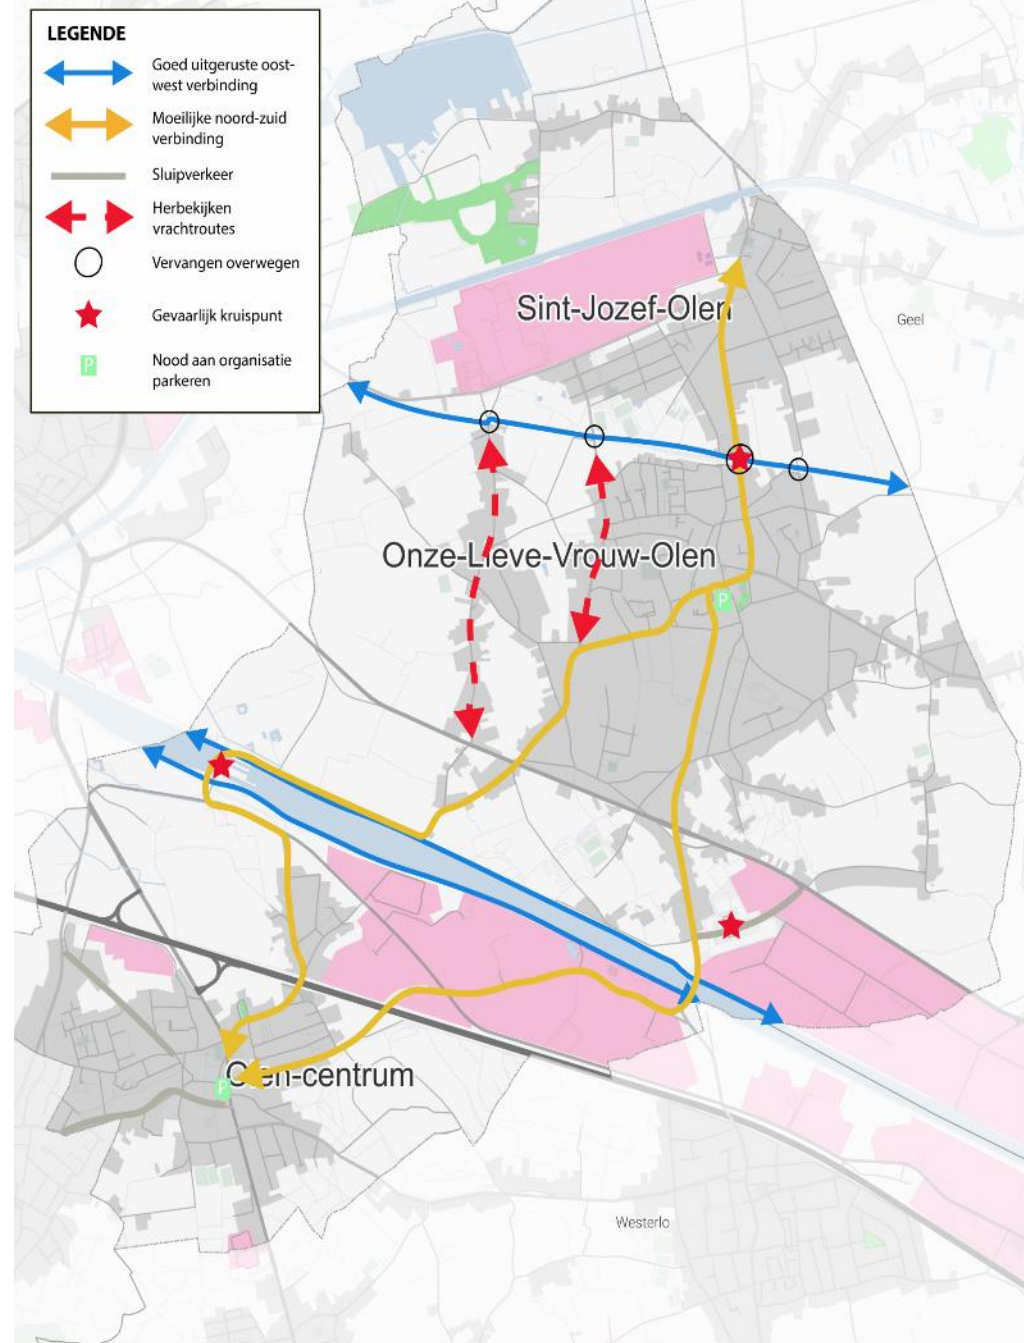 LEGENDE
Goed uitgeruste oost-
west verbinding
Moeilijke noord-zuid
verbinding
Sluipverkeer
Herbekijken
vrachtroutes
Vervangen overwegen
Gevaarlijk kruispunt
P
Nood aan organisatie
parkeren
Sint-Jozef-Olen
Geel
Onze-Lieve-Vrouw-Olen
P
Olen-centrum
P
Westerlo